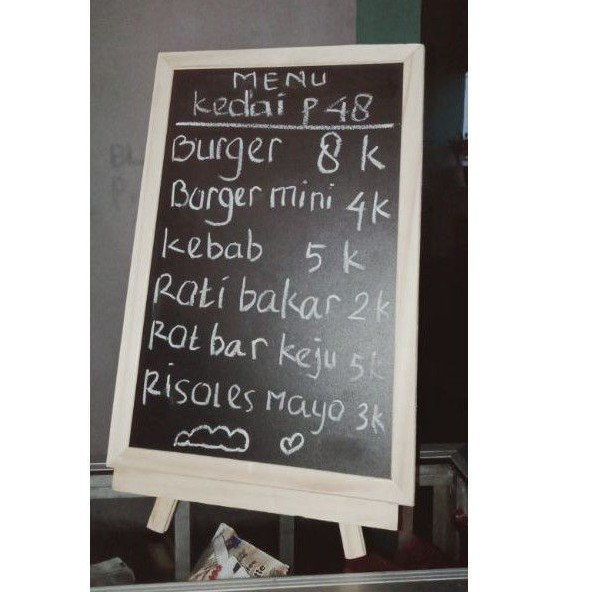 MENU
Kedai P 48
Burger 8 K
Burger mini 4K
Kebab 5 K
Roti bakar 2K
Rot bar keju 5K
Risoles Mayo 3K